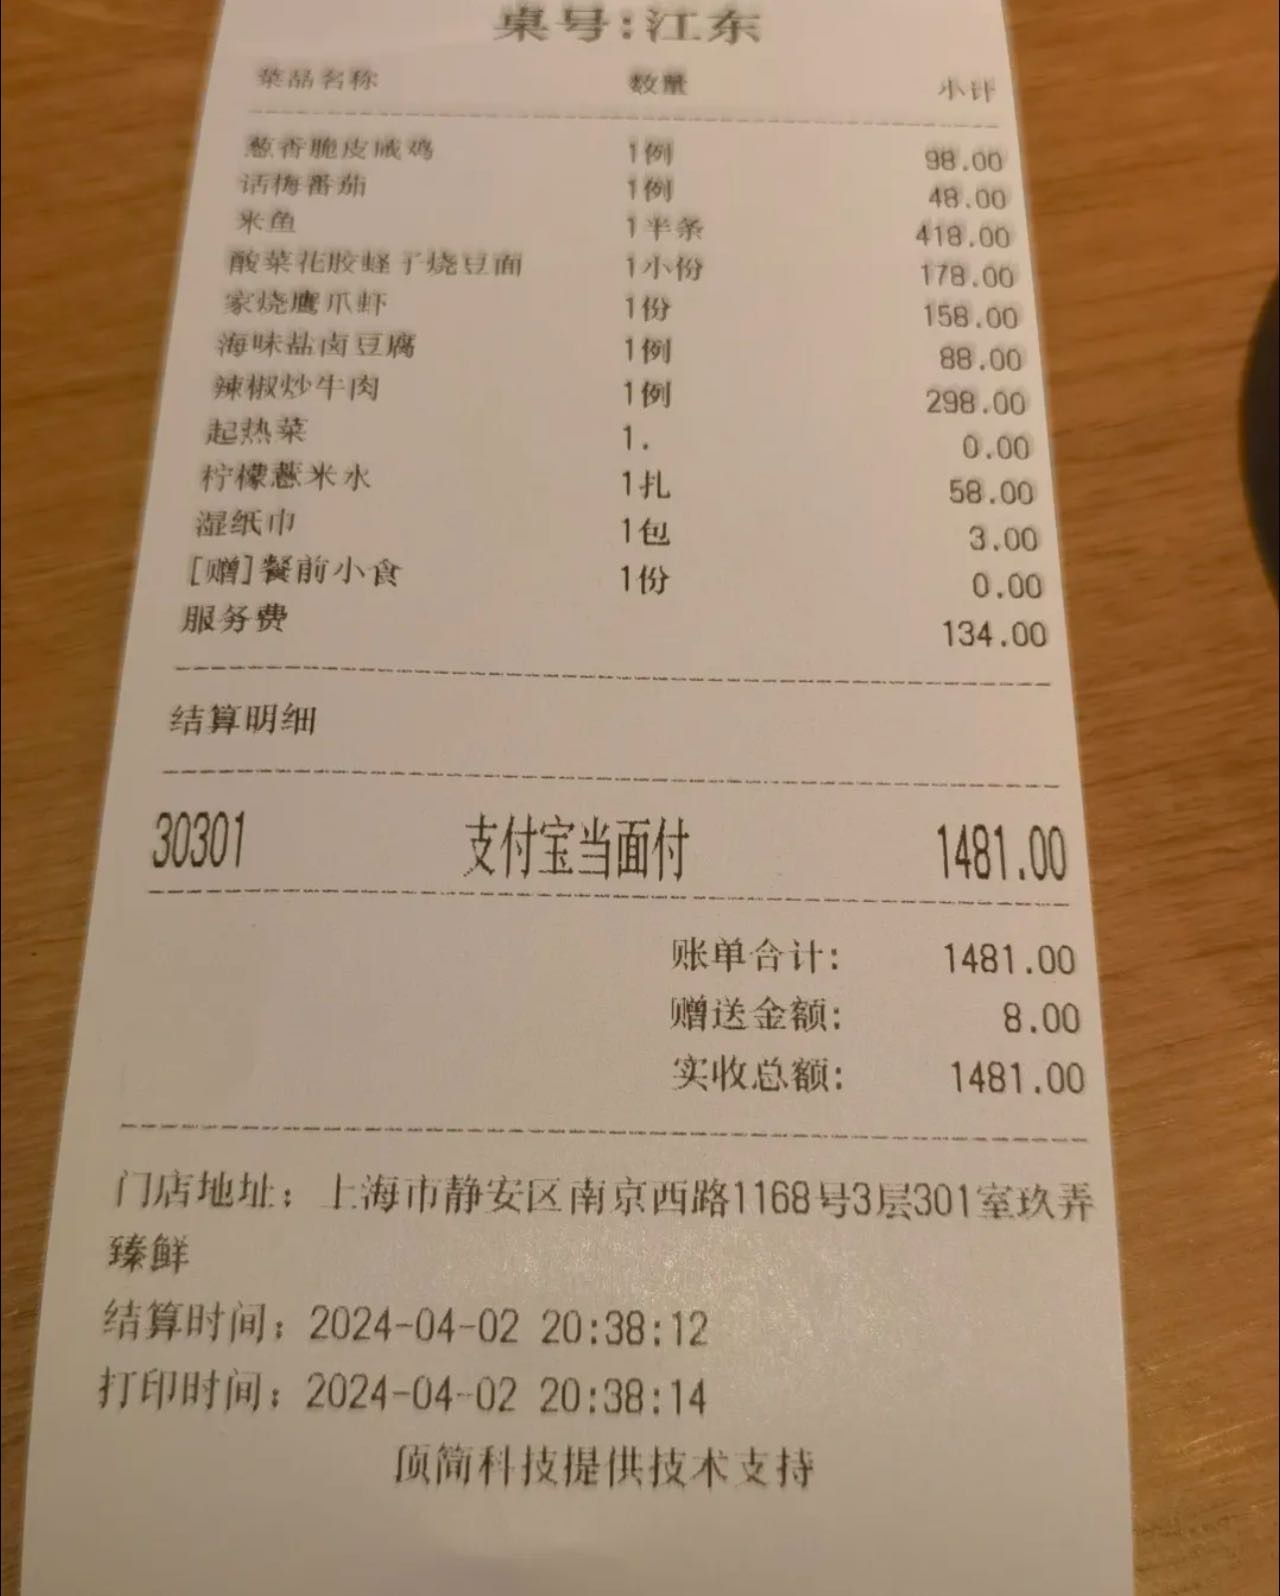 桌号:江东
菜品名称 数量 小计
葱香脆皮咸鸡 1例 98.00
话梅番茄 1例 48.00
米鱼 1半条 418.00
酸菜花胶蛏子烧豆面 1小份 178.00
家烧鹰爪虾 1份 158.00
海味盐卤豆腐 1例 88.00
辣椒炒牛肉 1例 298.00
起热菜 1. 0.00
柠檬薏米水 1扎 58.00
湿纸巾 1包 3.00
[赠]餐前小食 1份 0.00
服务费 134.00
结算明细
30301 支付宝当面付 1481.00
账单合计: 1481.00
赠送金额: 8.00
实收总额: 1481.00
门店地址: 上海市静安区南京西路1168号3层301室玖弄
臻鲜
结算时间: 2024-04-02 20:38:12
打印时间: 2024-04-02 20:38:14
顶简科技提供技术支持